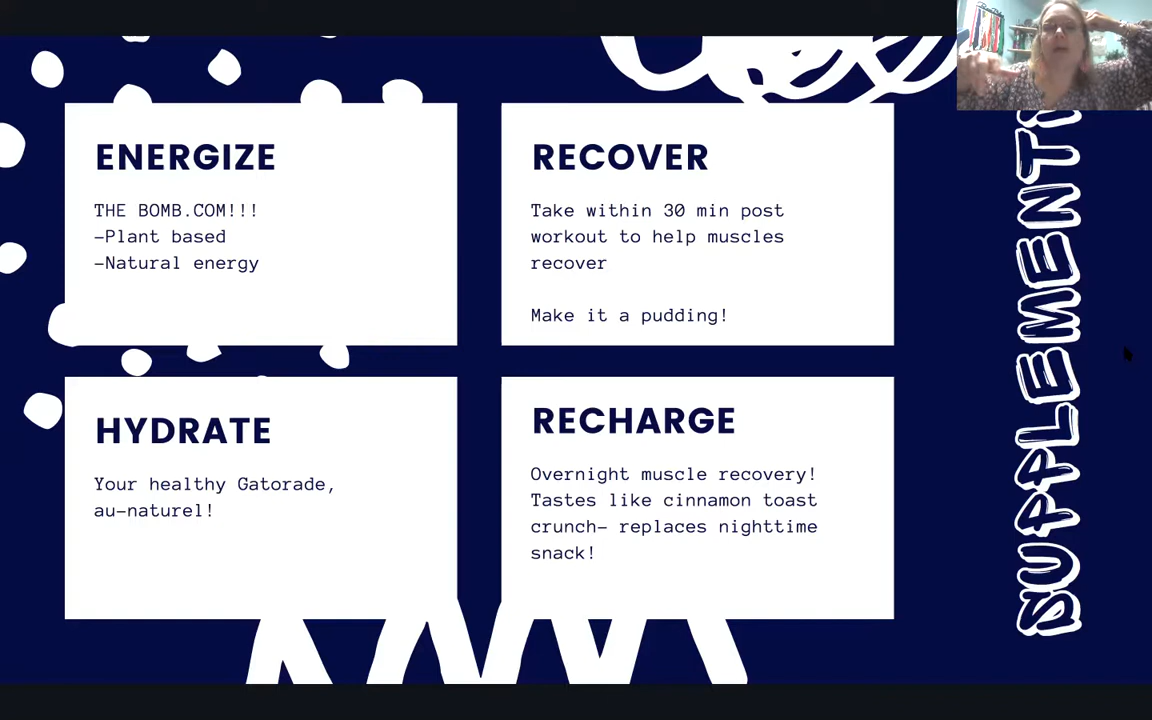 ENERGIZE
THE BOMB.COM!!!
-Plant based
-Natural energy
RECOVER
Take within 30 min post
workout to help muscles
recover
Make it a pudding!
HYDRATE
Your healthy Gatorade,
au-naturel!
RECHARGE
Overnight muscle recovery!
Tastes like cinnamon toast
crunch- replaces nighttime
snack!
SUPPLEMENTS